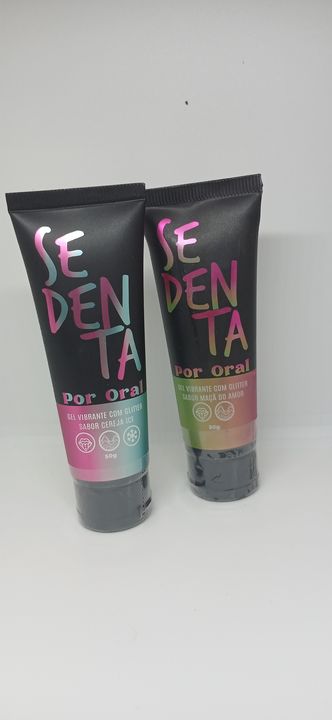 SE
DEN
TA
Por Oral
GEL VIBRANTE COM GLITTER
SABOR CEREJA ICE
50g
SE
DEN
TA
Por Oral
GEL VIBRANTE COM GLITTER
SABOR MAÇÃ DO AMOR
50g